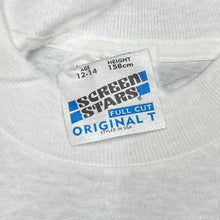 AGE HEIGHT
12-14 158cm
SCREEN
STARS
FULL CUT
ORIGINAL T
STYLED IN USA